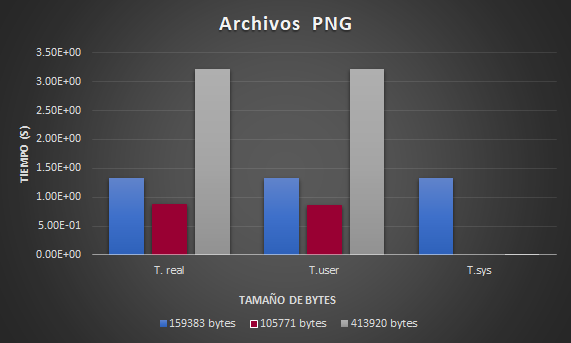 Archivos PNG
3.50E+00
3.00E+00
2.50E+00
2.00E+00
1.50E+00
1.00E+00
5.00E-01
0.00E+00
TIEMPO (S)
T. real T.user T.sys
TAMAÑO DE BYTES
159383 bytes 105771 bytes 413920 bytes